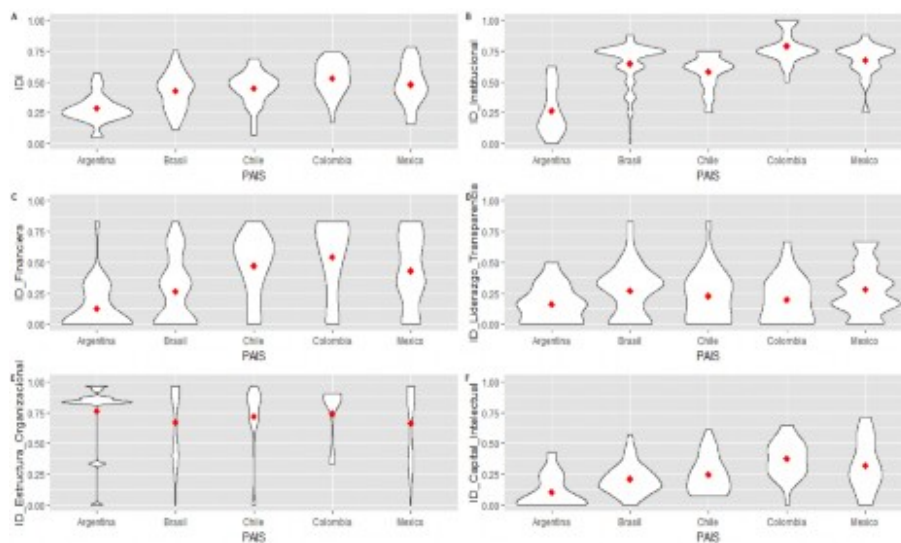 A
IDI
1.00
0.75
0.50
0.25
0.00
Argentina Brasil Chile Colombia Mexico
PAIS
B
ID_Institucional
1.00
0.75
0.50
0.25
0.00
Argentina Brasil Chile Colombia Mexico
PAIS
C
ID_Financiera
1.00
0.75
0.50
0.25
0.00
Argentina Brasil Chile Colombia Mexico
PAIS
D
ID_Liderazgo_Transparencia
1.00
0.75
0.50
0.25
0.00
Argentina Brasil Chile Colombia Mexico
PAIS
E
ID_Estructura_Organizacional
1.00
0.75
0.50
0.25
0.00
Argentina Brasil Chile Colombia Mexico
PAIS
F
ID_Capital_Intelectual
1.00
0.75
0.50
0.25
0.00
Argentina Brasil Chile Colombia Mexico
PAIS